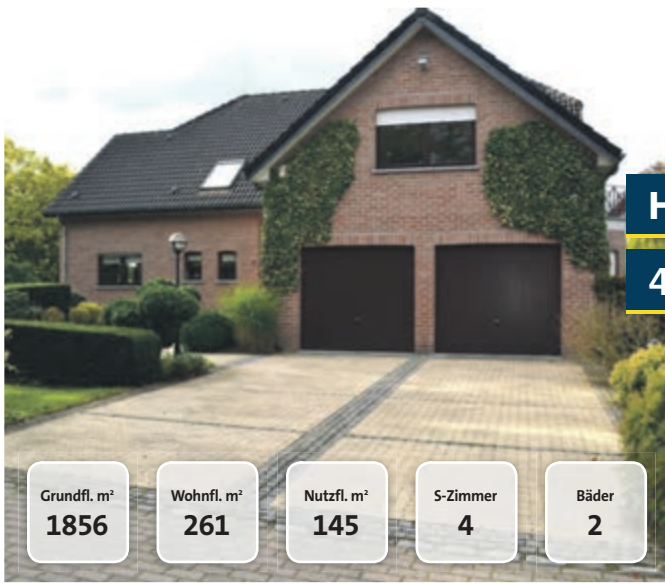 H
4
Grundfl. m²
1856
Wohnfl. m²
261
Nutzfl. m²
145
S-Zimmer
4
Bäder
2